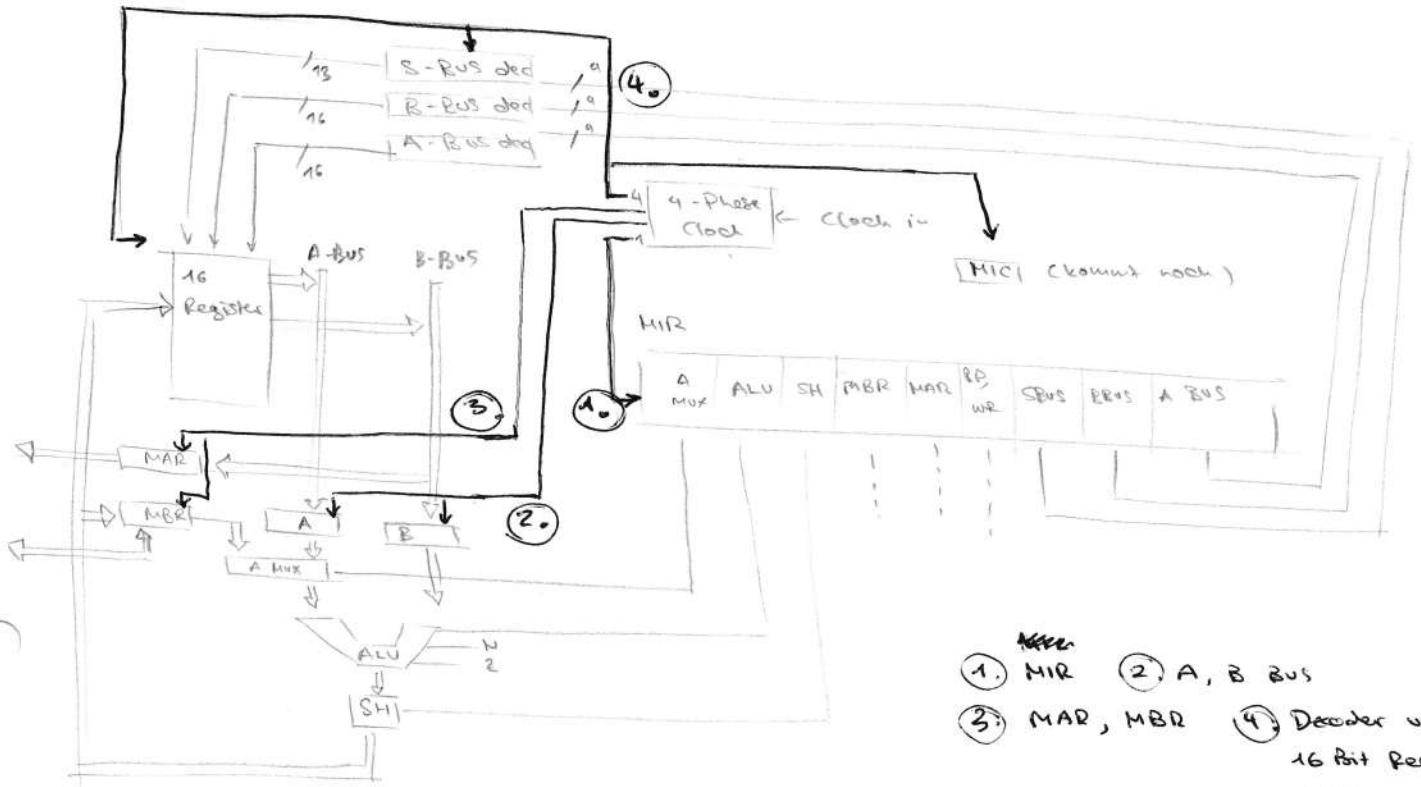 /13
S-BUS dec
/9
4.
/16
B-BUS dec
/9
/16
A-BUS dec
/9
4
4-Phase
Clock
1
Clock in
16
Register
A-BUS
B-BUS
MIC (kommt noch)
MIR
A
MUX
ALU
SH
MBR
MAR
WR
SBUS
BBUS
A BUS
3.
1.
MAR
MBR
A
B
2.
A MUX
ALU
N
Z
SH
1. MIR
2. A, B BUS
3. MAR, MBR
4. Decoder
16 Bit